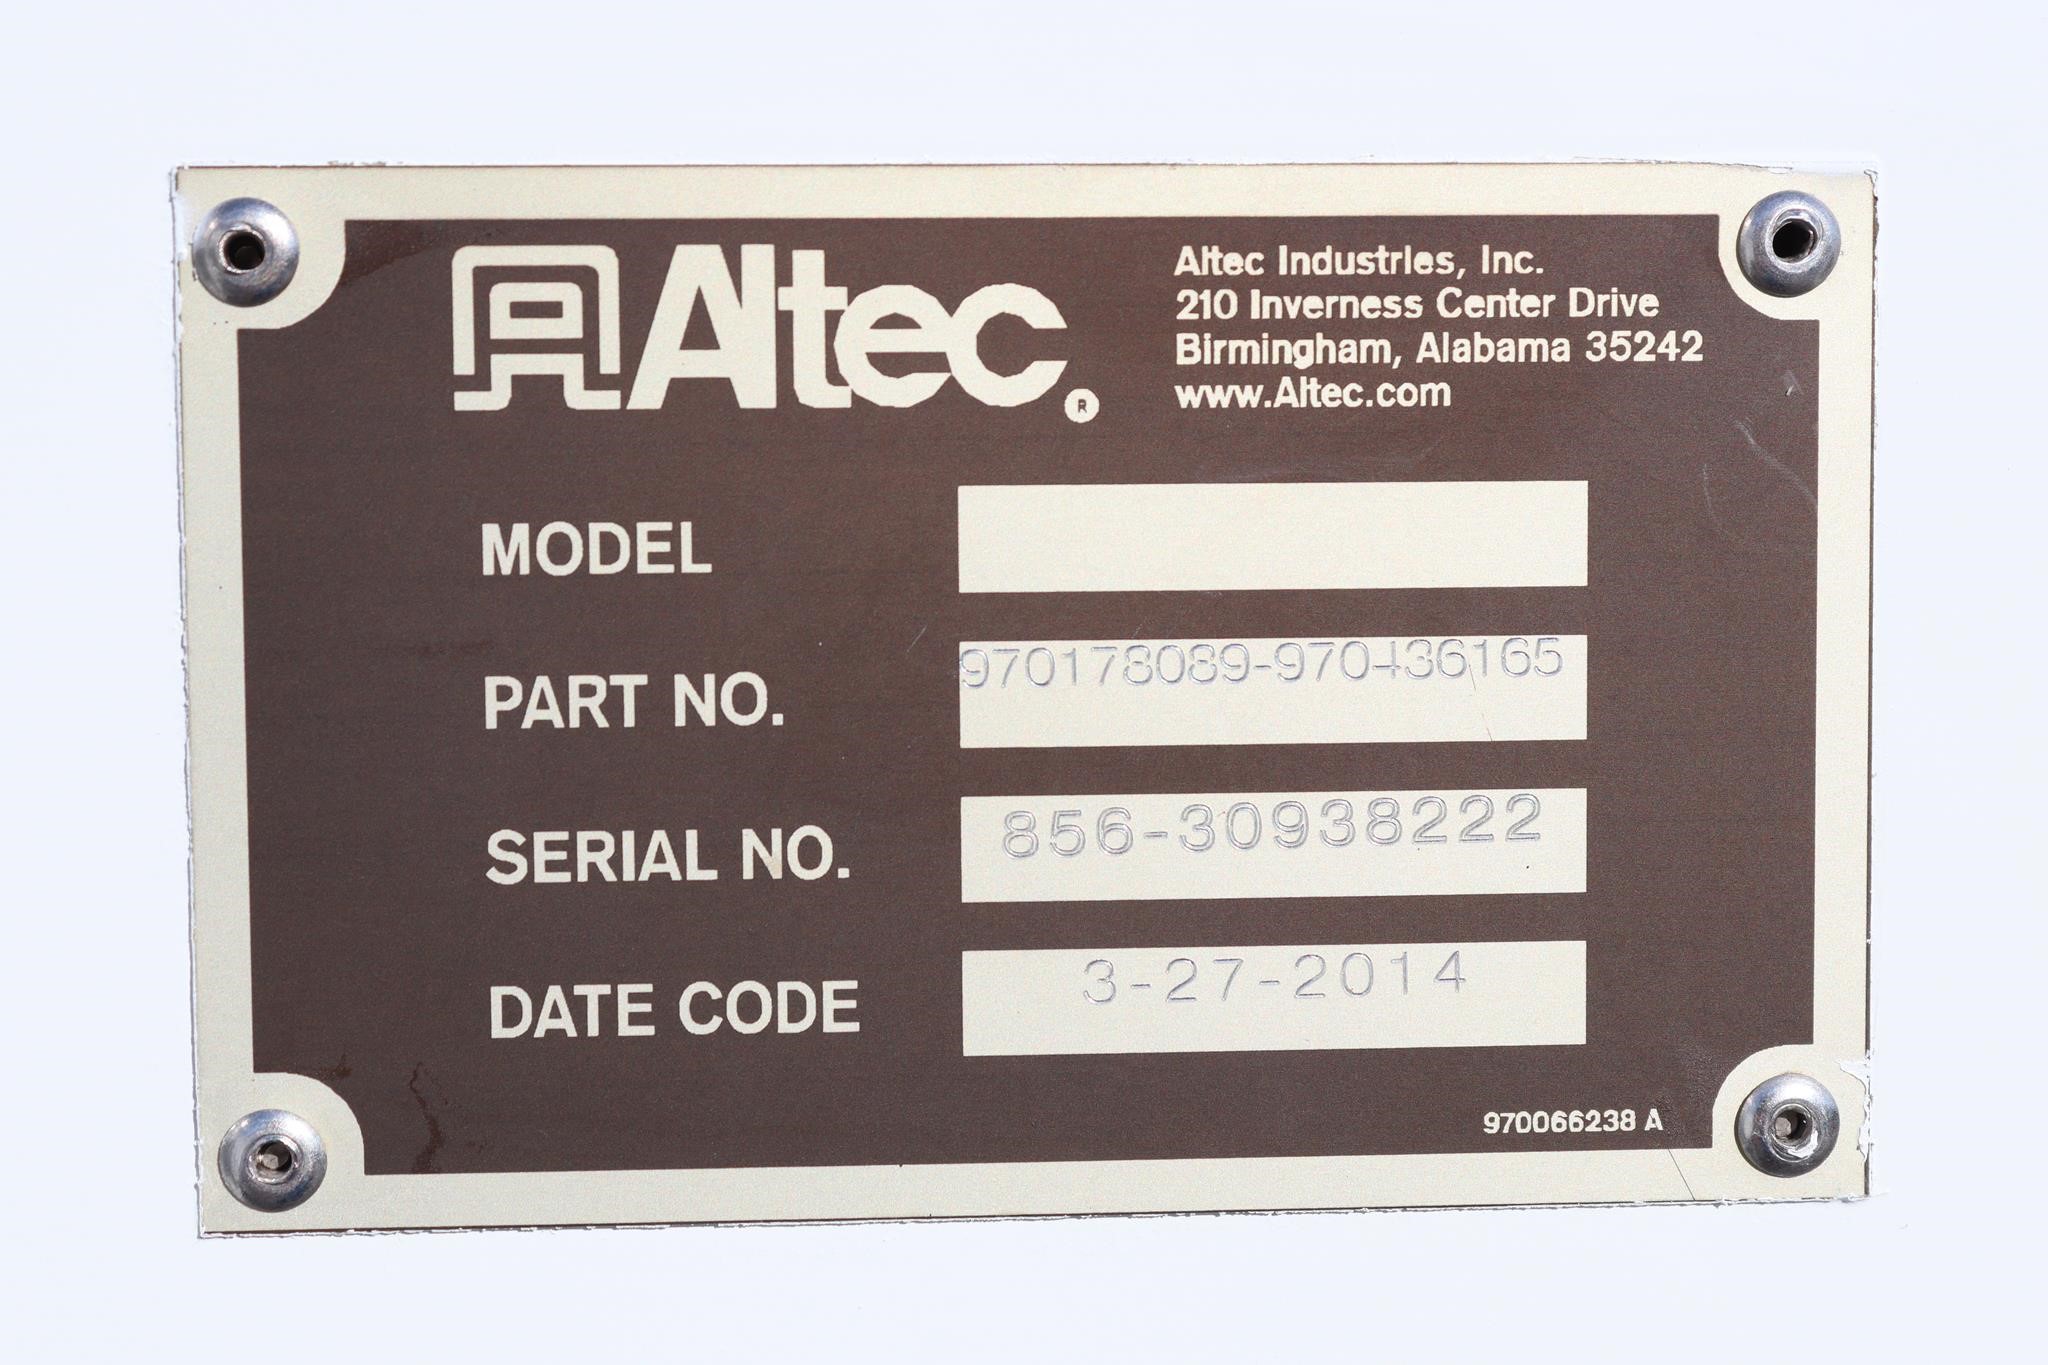 Altec ®
Altec Industries, Inc.
210 Inverness Center Drive
Birmingham, Alabama 35242
www.Altec.com
MODEL
PART NO. 970178089-970436165
SERIAL NO. 856-30938222
DATE CODE 3-27-2014
970066238 A